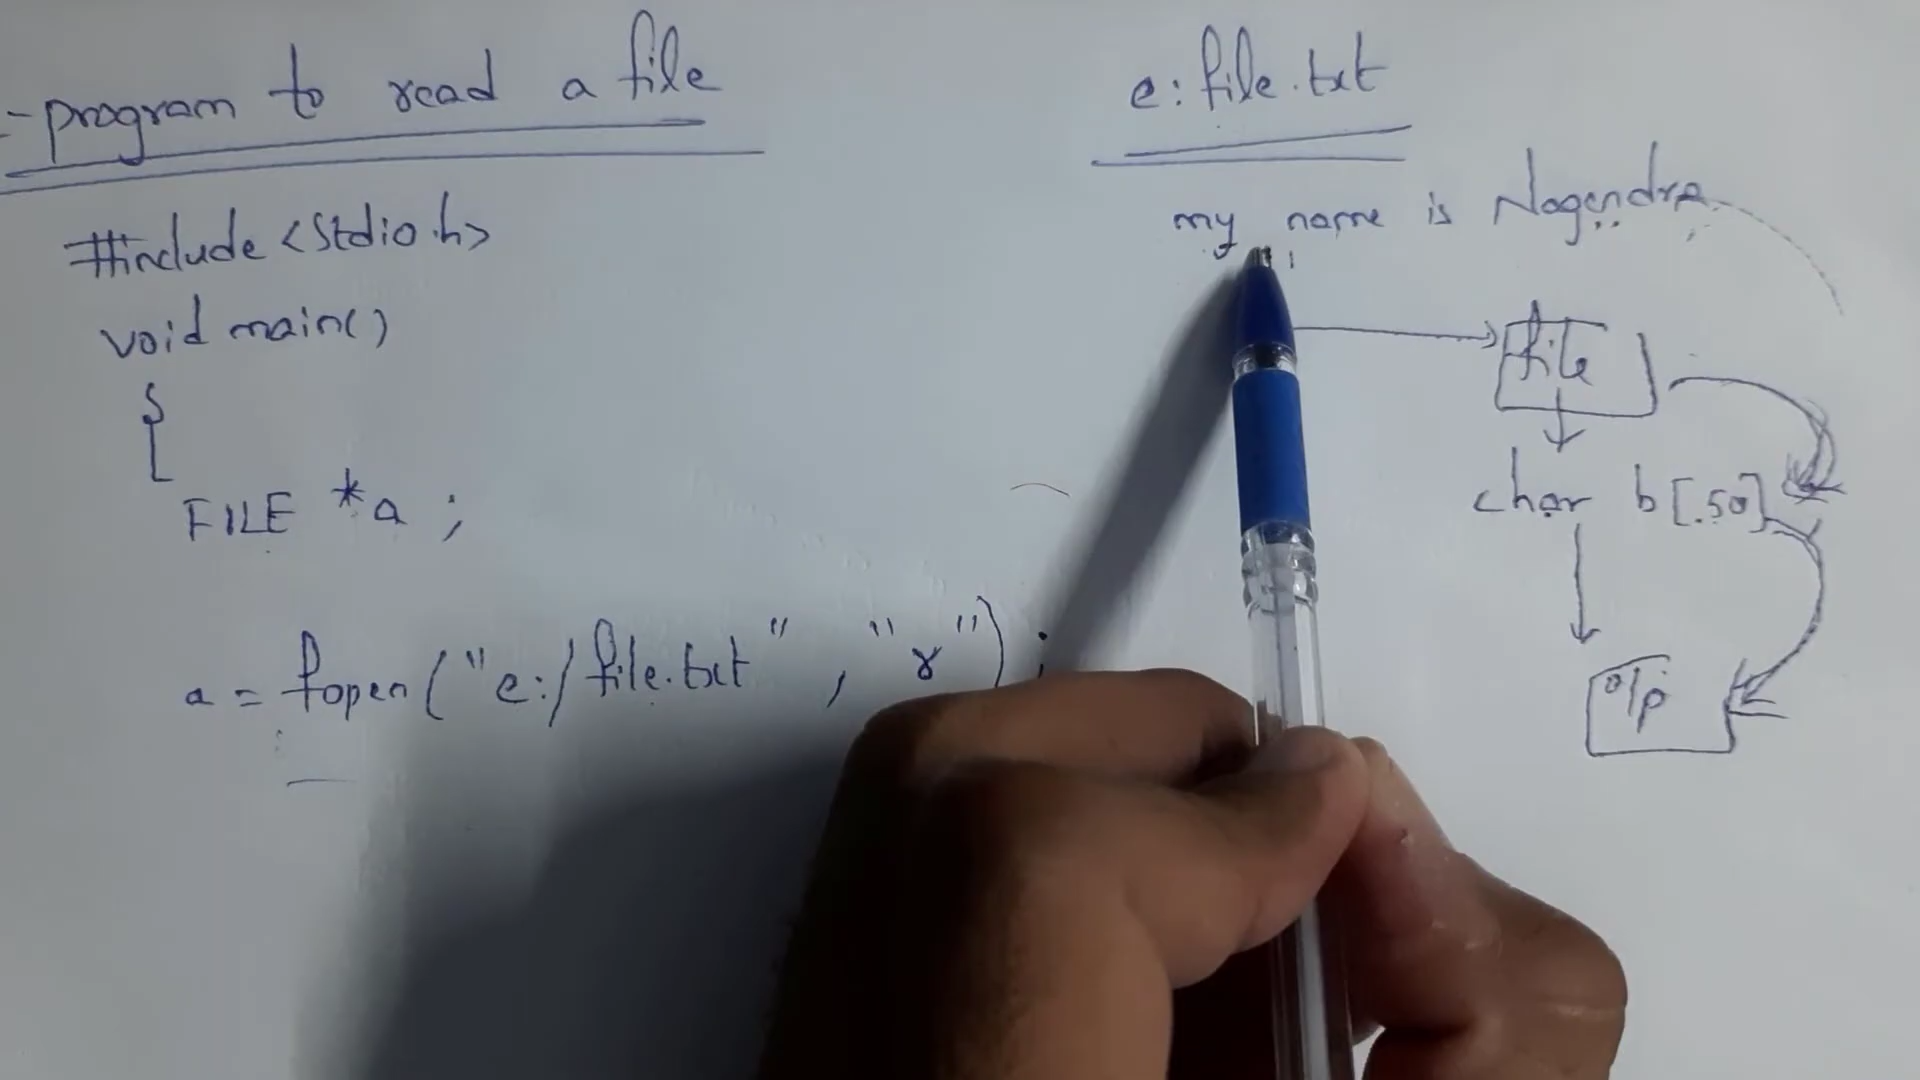 :-program to read a file
#include <stdio.h>
void main()
{
FILE *a ;
a = fopen("e:/file.txt" , "r") ;
e: file.txt
my name is Nagendra
file
char b[50]
o/p